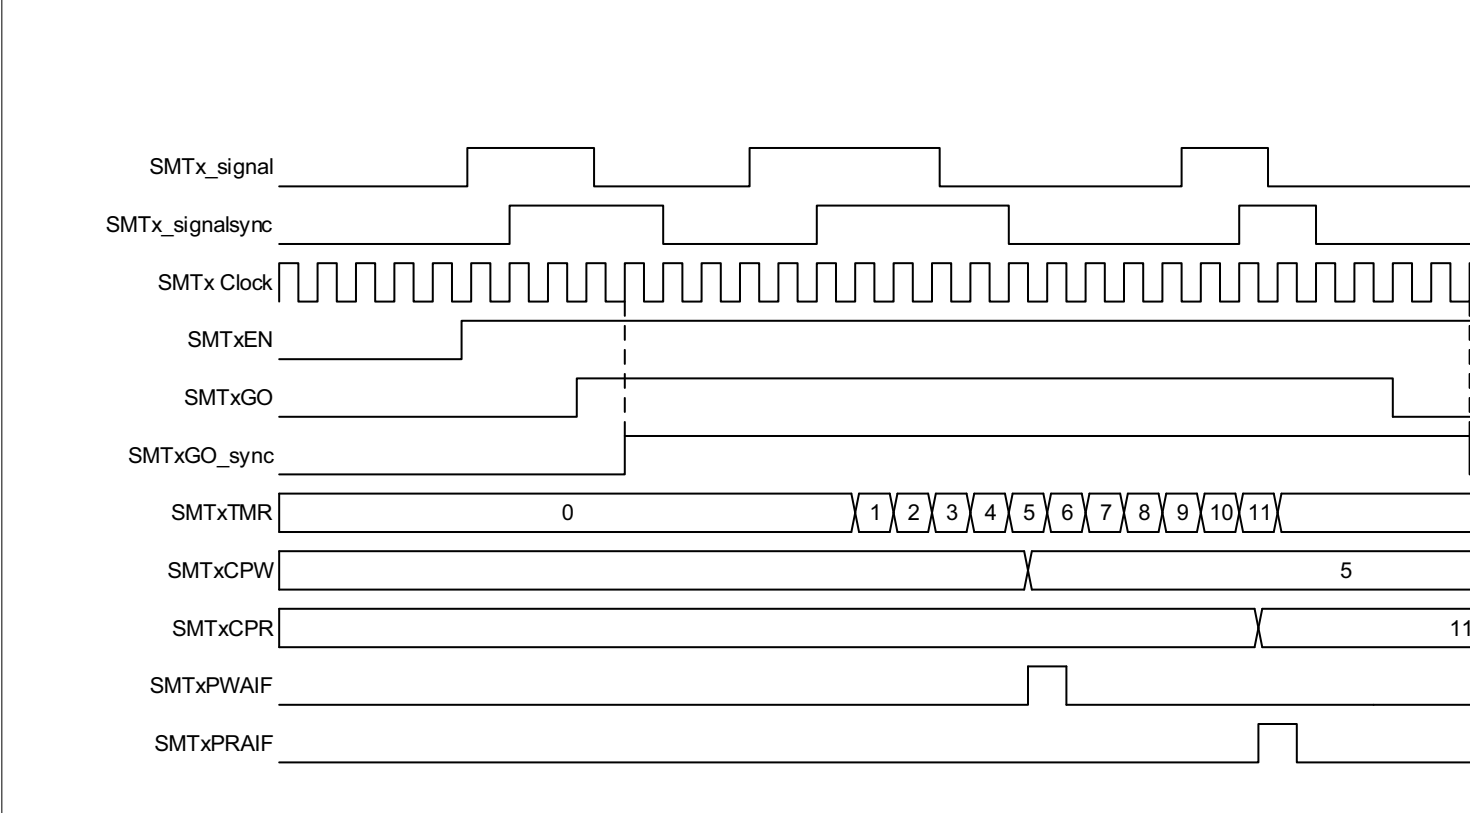 SMTx_signal
SMTx_signalsync
SMTx Clock
SMTxEN
SMTxGO
SMTxGO_sync
SMTxTMR 0 1 2 3 4 5 6 7 8 9 10 11
SMTxCPW 5
SMTxCPR 11
SMTxPWAIF
SMTxPRAIF